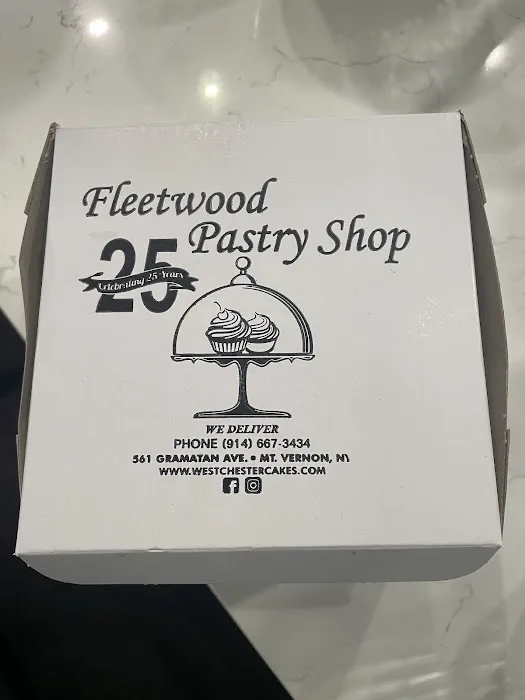 Fleetwood
Pastry Shop
25
Celebrating 25 Years
WE DELIVER
PHONE (914) 667-3434
561 GRAMATAN AVE. • MT. VERNON, NY
WWW.WESTCHESTERCAKES.COM